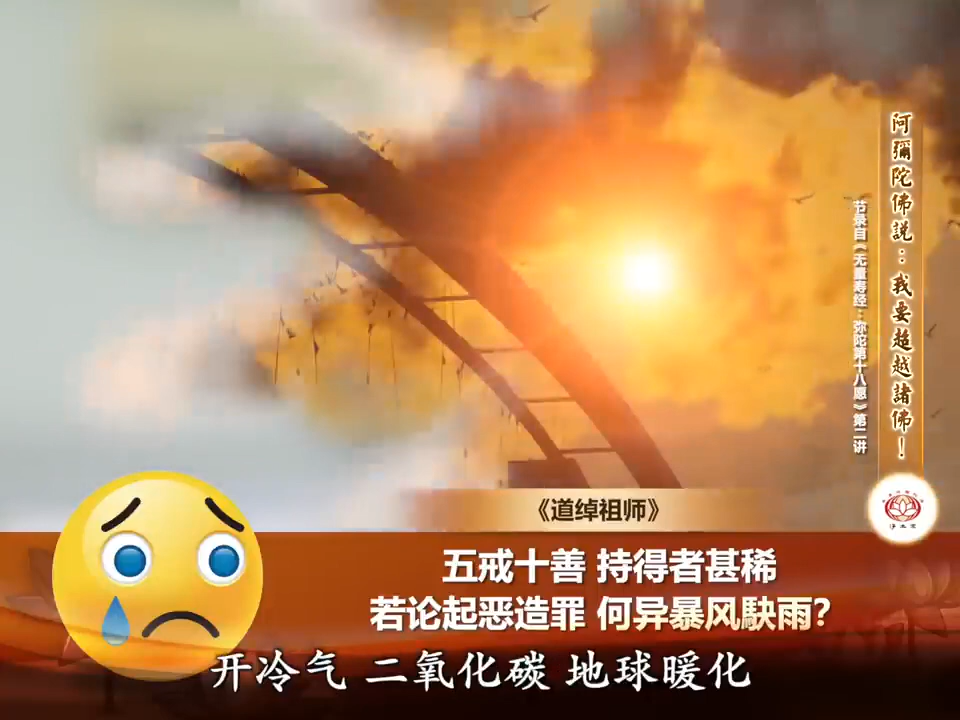 阿彌陀佛説：我要超越諸佛！
节录自《无量寿经：弥陀第十八愿》第二讲
《道绰祖师》
五戒十善 持得者甚稀
若论起恶造罪 何异暴风駃雨？
开冷气 二氧化碳 地球暖化